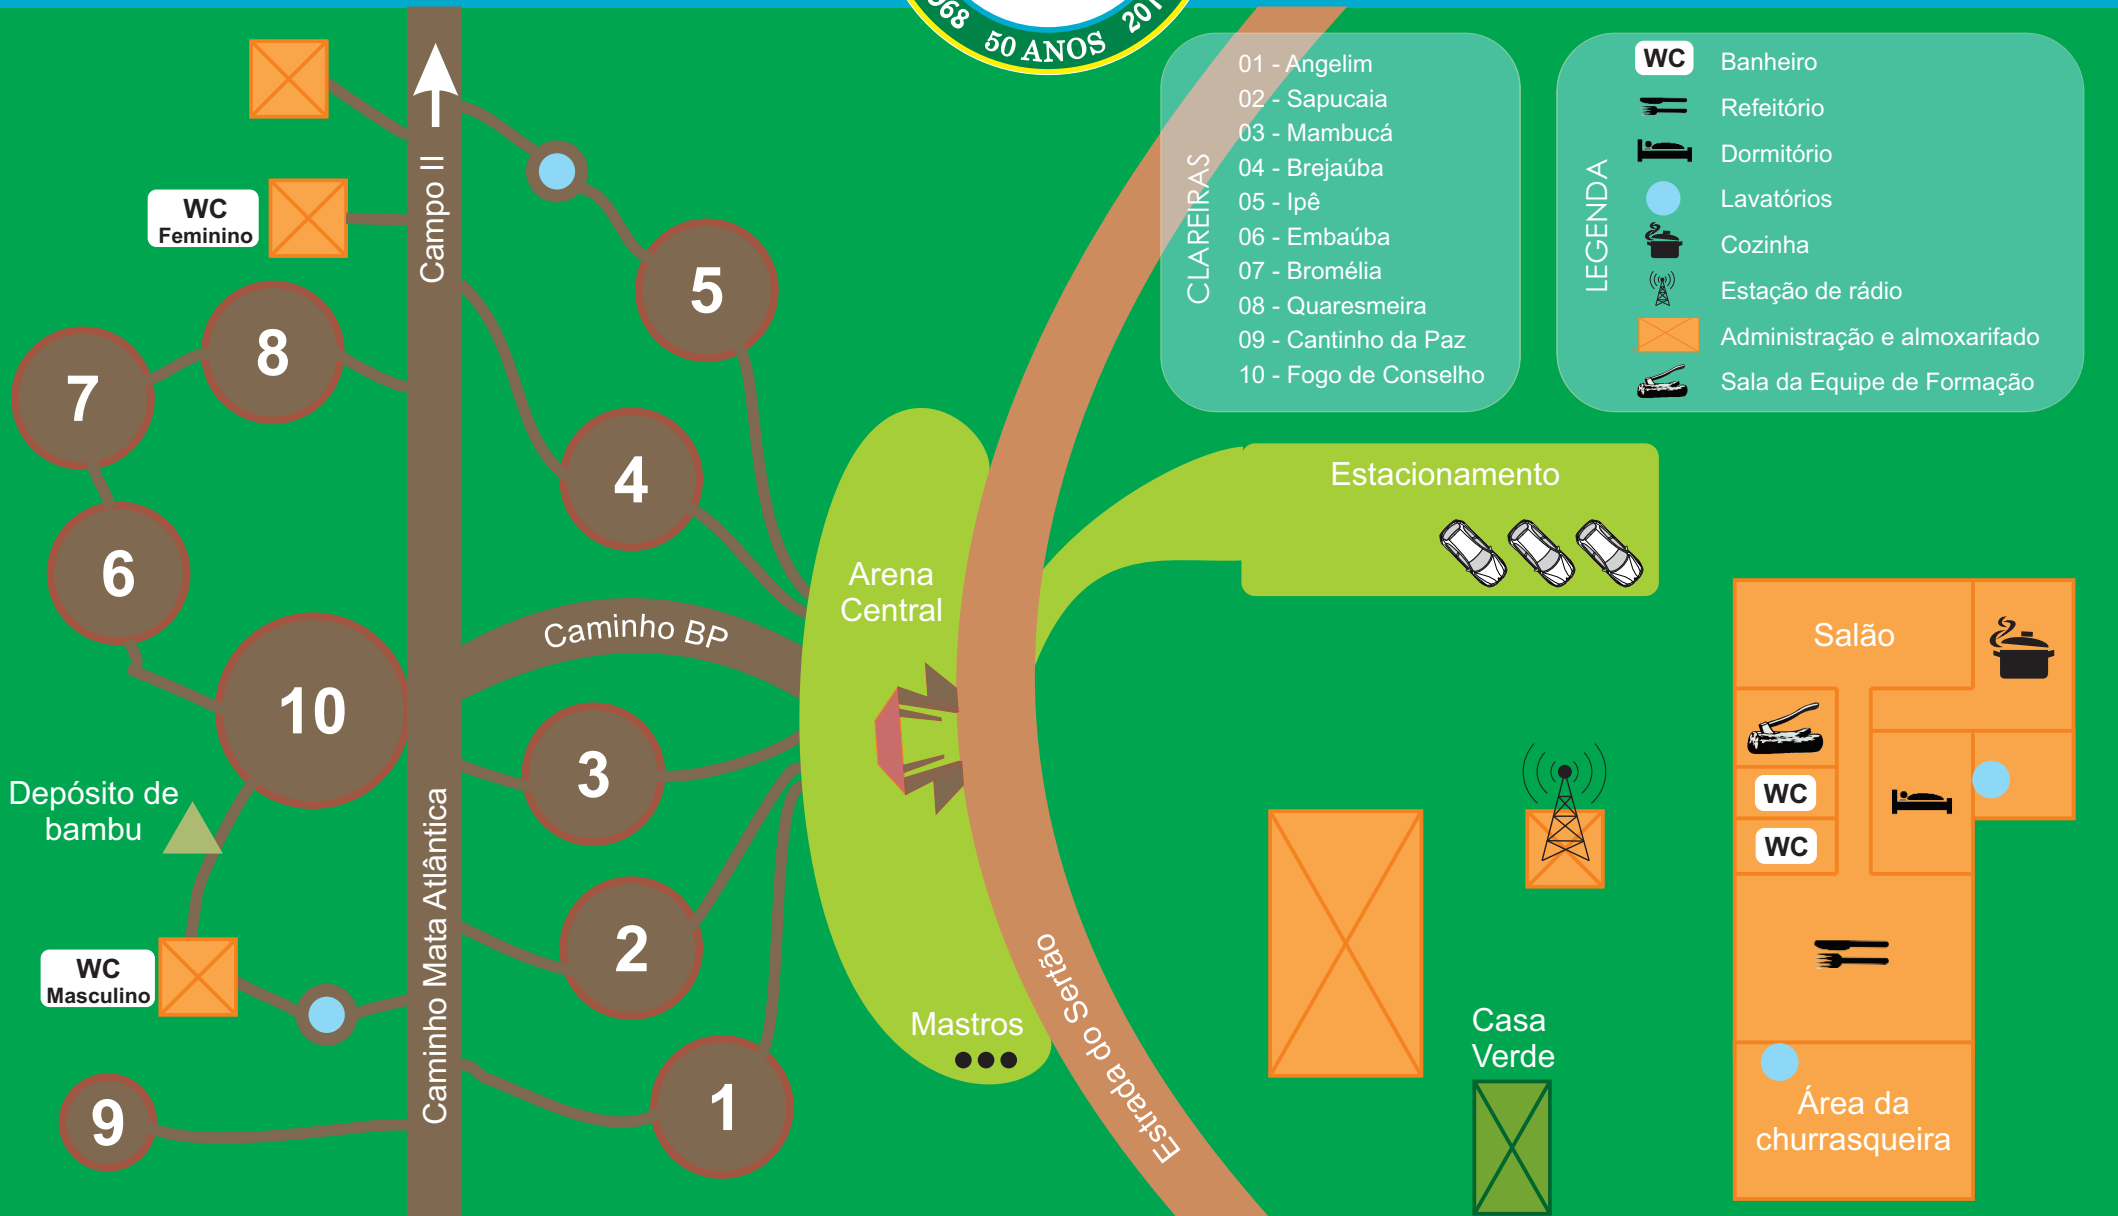 50 ANOS
01 - Angelim
02 - Sapucaia
03 - Mambucá
04 - Brejaúba
05 - Ipê
06 - Embaúba
07 - Bromélia
08 - Quaresmeira
09 - Cantinho da Paz
10 - Fogo de Conselho
CLAREIRAS
LEGENDA
WC Banheiro
Refeitório
Dormitório
Lavatórios
Cozinha
Estação de rádio
Administração e almoxarifado
Sala da Equipe de Formação
Campo II
WC
Feminino
5
8
7
4
6
10
3
2
1
9
Caminho BP
Arena
Central
Estacionamento
Depósito de
bambu
WC
Masculino
Caminho Mata Atlântica
Mastros
Estrada do Sertão
Casa
Verde
Salão
WC
WC
Área da
churrasqueira